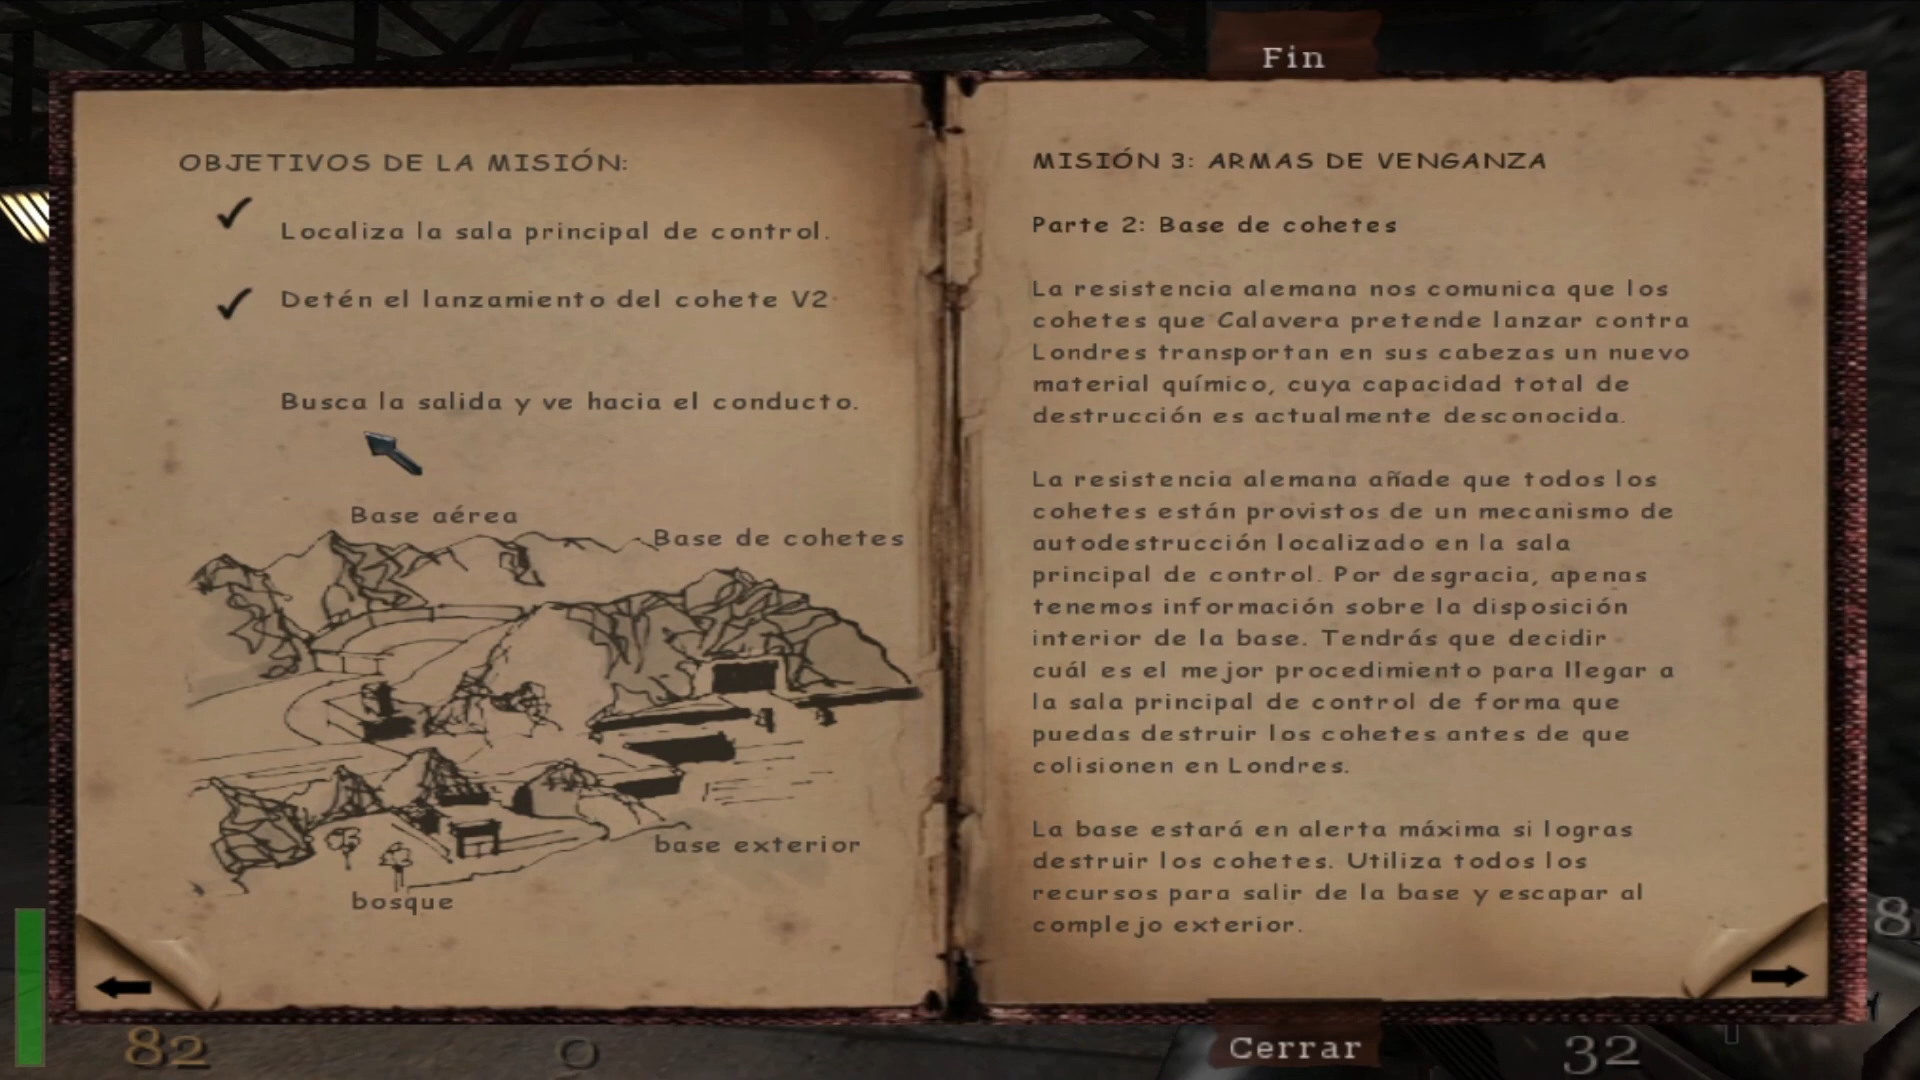 Fin
OBJETIVOS DE LA MISIÓN:
Localiza la sala principal de control.
Detén el lanzamiento del cohete V2
Busca la salida y ve hacia el conducto.
Base aérea
Base de cohetes
base exterior
bosque
MISIÓN 3: ARMAS DE VENGANZA
Parte 2: Base de cohetes
La resistencia alemana nos comunica que los
cohetes que Calavera pretende lanzar contra
Londres transportan en sus cabezas un nuevo
material químico, cuya capacidad total de
destrucción es actualmente desconocida.
La resistencia alemana añade que todos los
cohetes están provistos de un mecanismo de
autodestrucción localizado en la sala
principal de control. Por desgracia, apenas
tenemos información sobre la disposición
interior de la base. Tendrás que decidir
cuál es el mejor procedimiento para llegar a
la sala principal de control de forma que
puedas destruir los cohetes antes de que
colisionen en Londres.
La base estará en alerta máxima si logras
destruir los cohetes. Utiliza todos los
recursos para salir de la base y escapar al
complejo exterior.
82
9
Cerrar
32
8